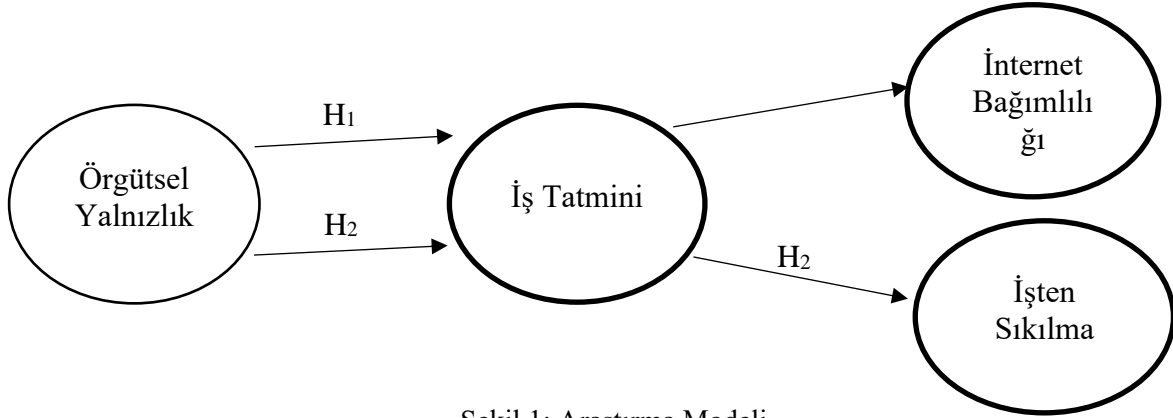 İnternet
Bağımlılı
ğı
H1
Örgütsel
Yalnızlık
İş Tatmini
H2
H2
İşten
Sıkılma
Şekil 1: Araştırma Modeli